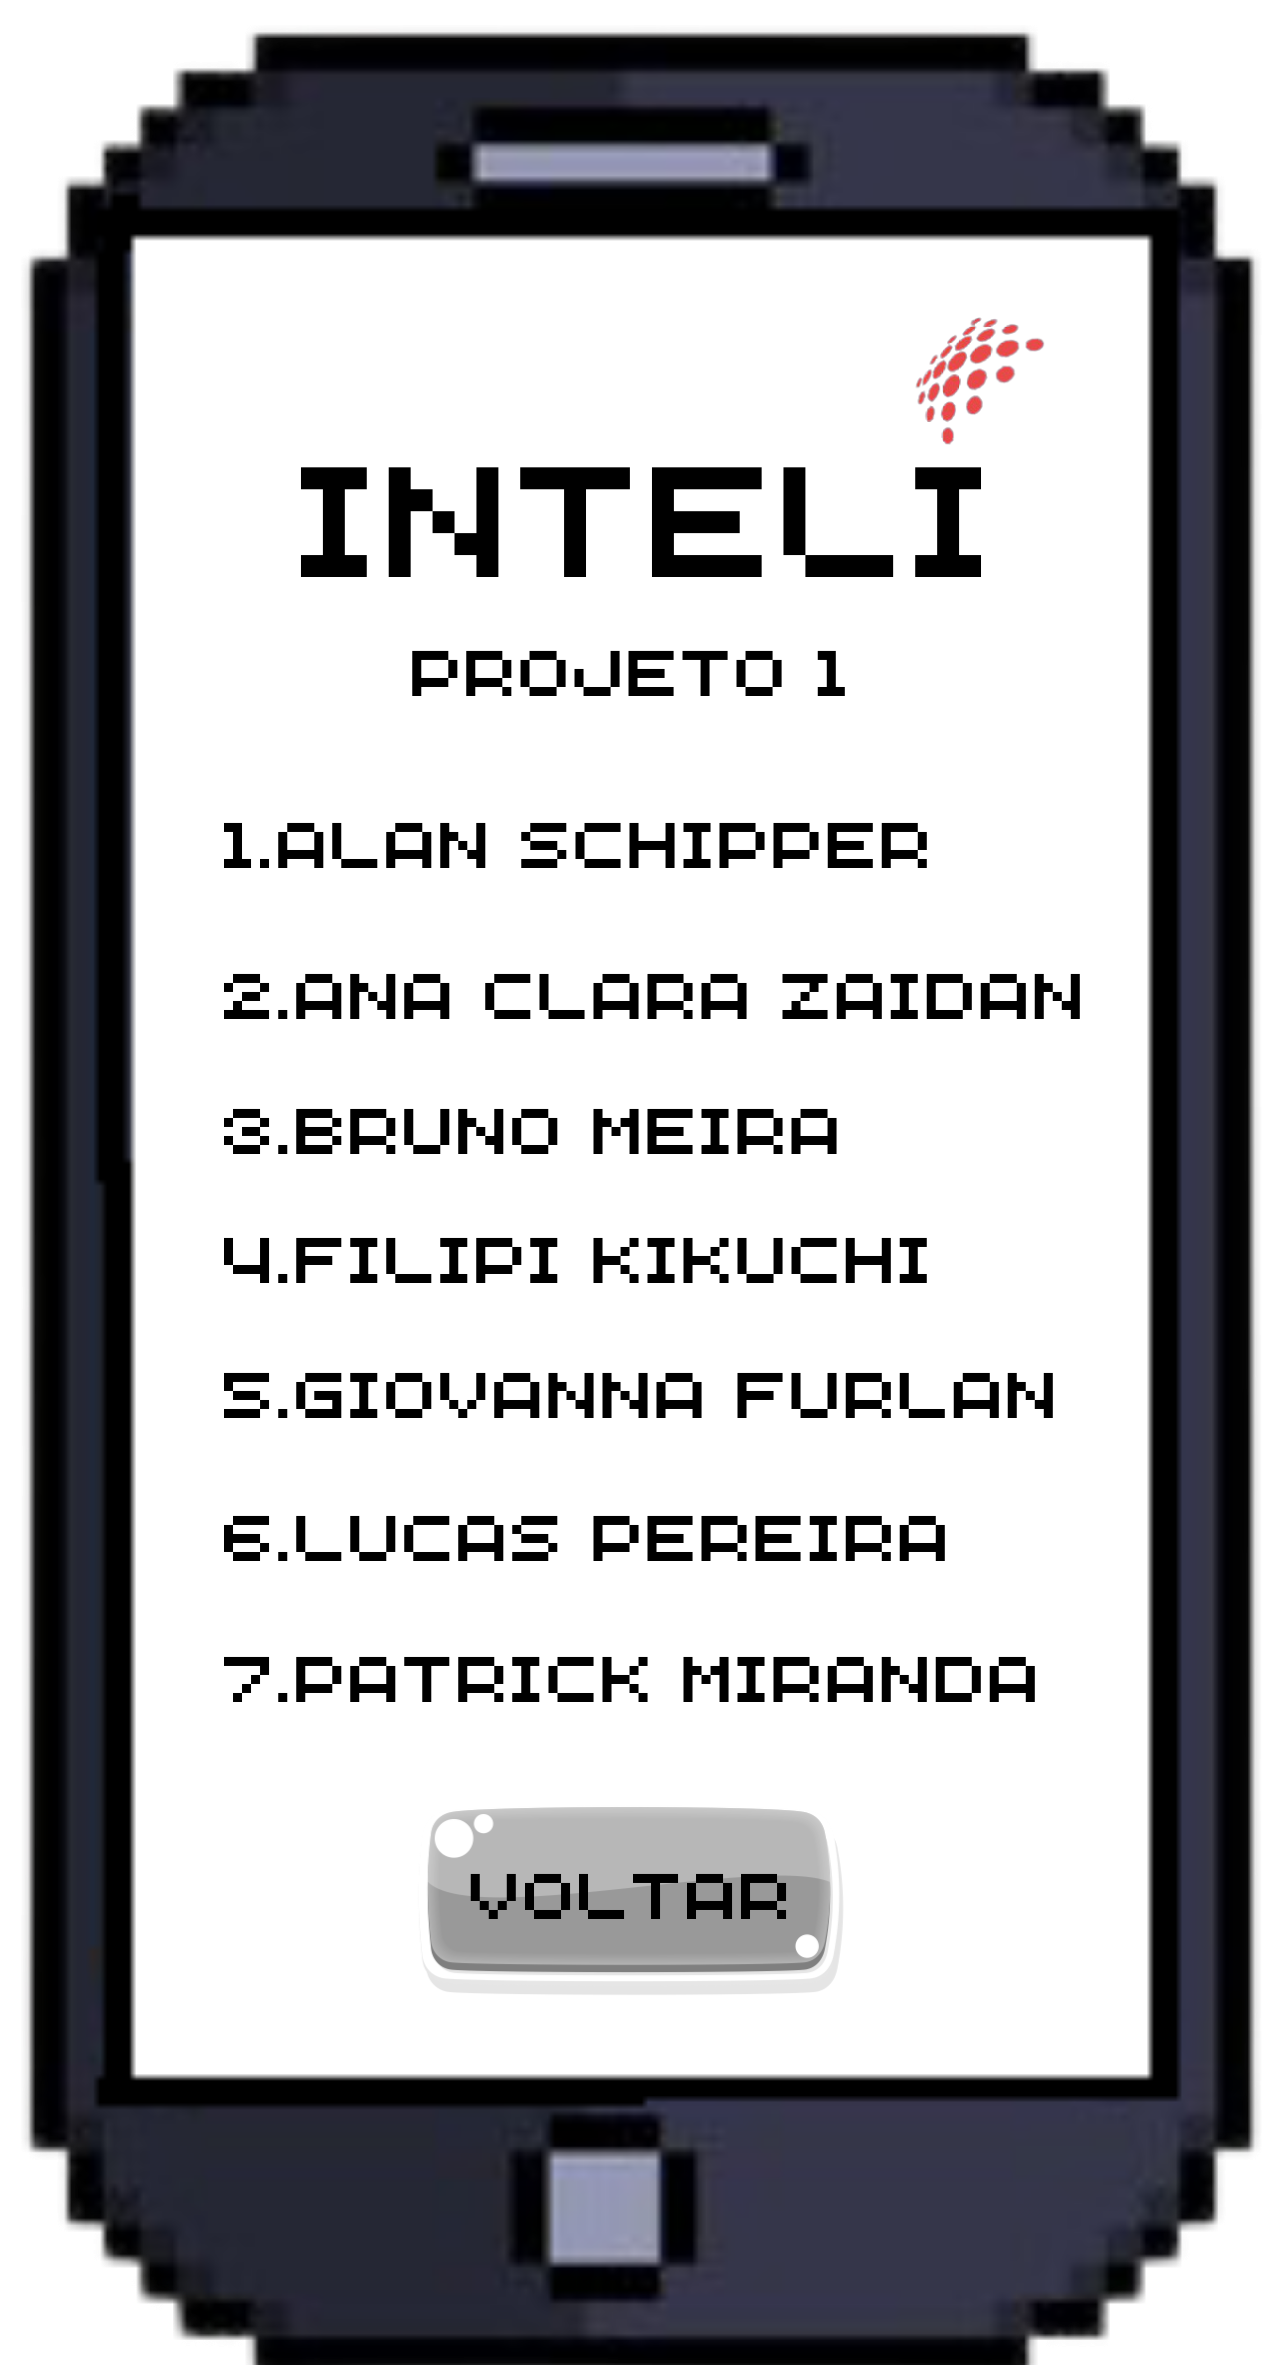 INTELI
PROJETO 1
1.ALAN SCHIPPER
2.ANA CLARA ZAIDAN
3.BRUNO MEIRA
4.FILIPI KIKUCHI
5.GIOVANNA FURLAN
6.LUCAS PEREIRA
7.PATRICK MIRANDA
VOLTAR